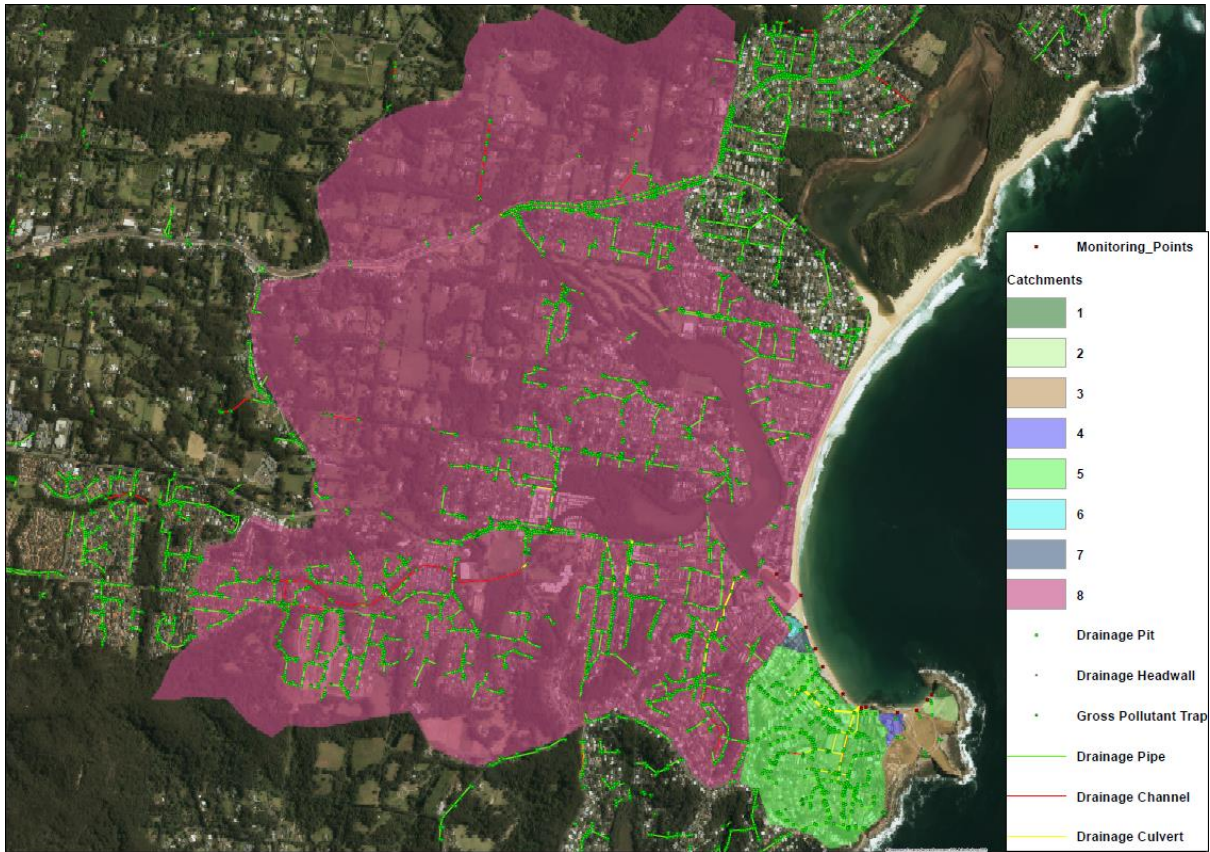 Monitoring_Points
Catchments
1
2
3
4
5
6
7
8
Drainage Pit
Drainage Headwall
Gross Pollutant Trap
Drainage Pipe
Drainage Channel
Drainage Culvert